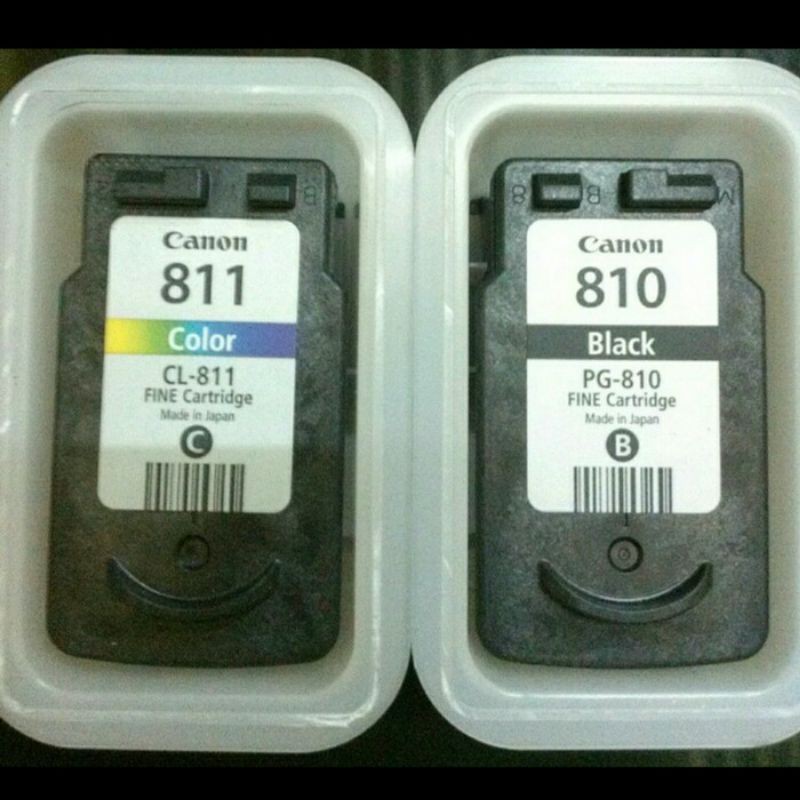 Canon
811
Color
CL-811
FINE Cartridge
Made in Japan
C
Canon
810
Black
PG-810
FINE Cartridge
Made in Japan
B